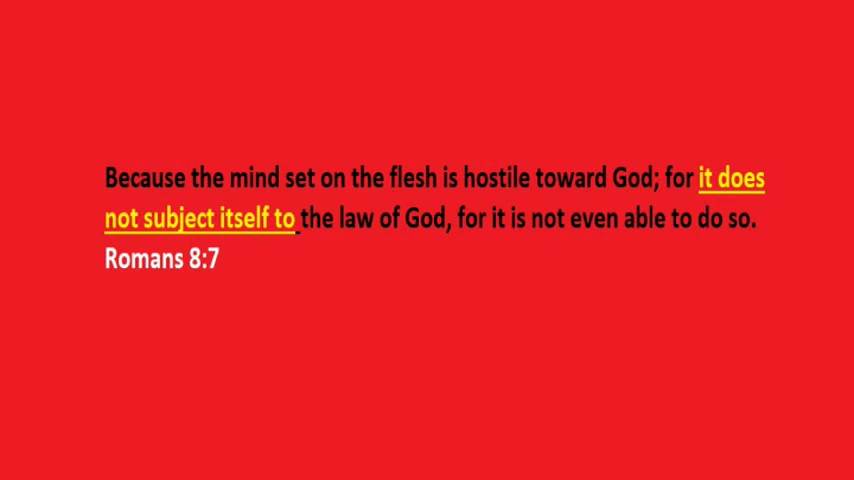 Because the mind set on the flesh is hostile toward God; for it does
not subject itself to the law of God, for it is not even able to do so.
Romans 8:7